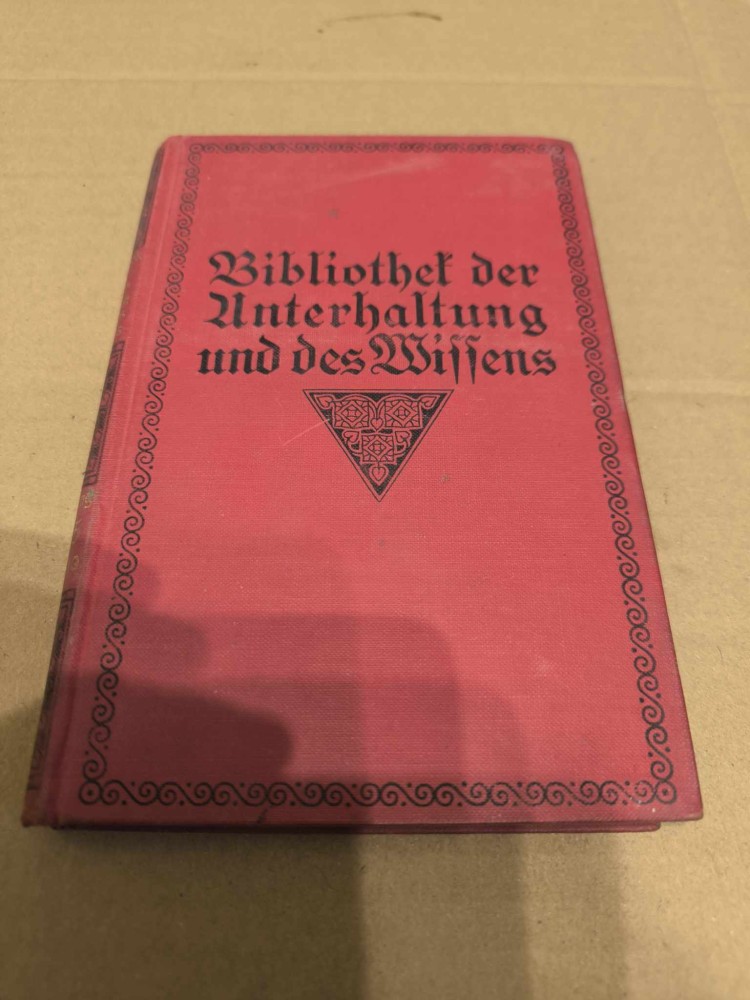 Bibliothek der
Unterhaltung
und des Wissens